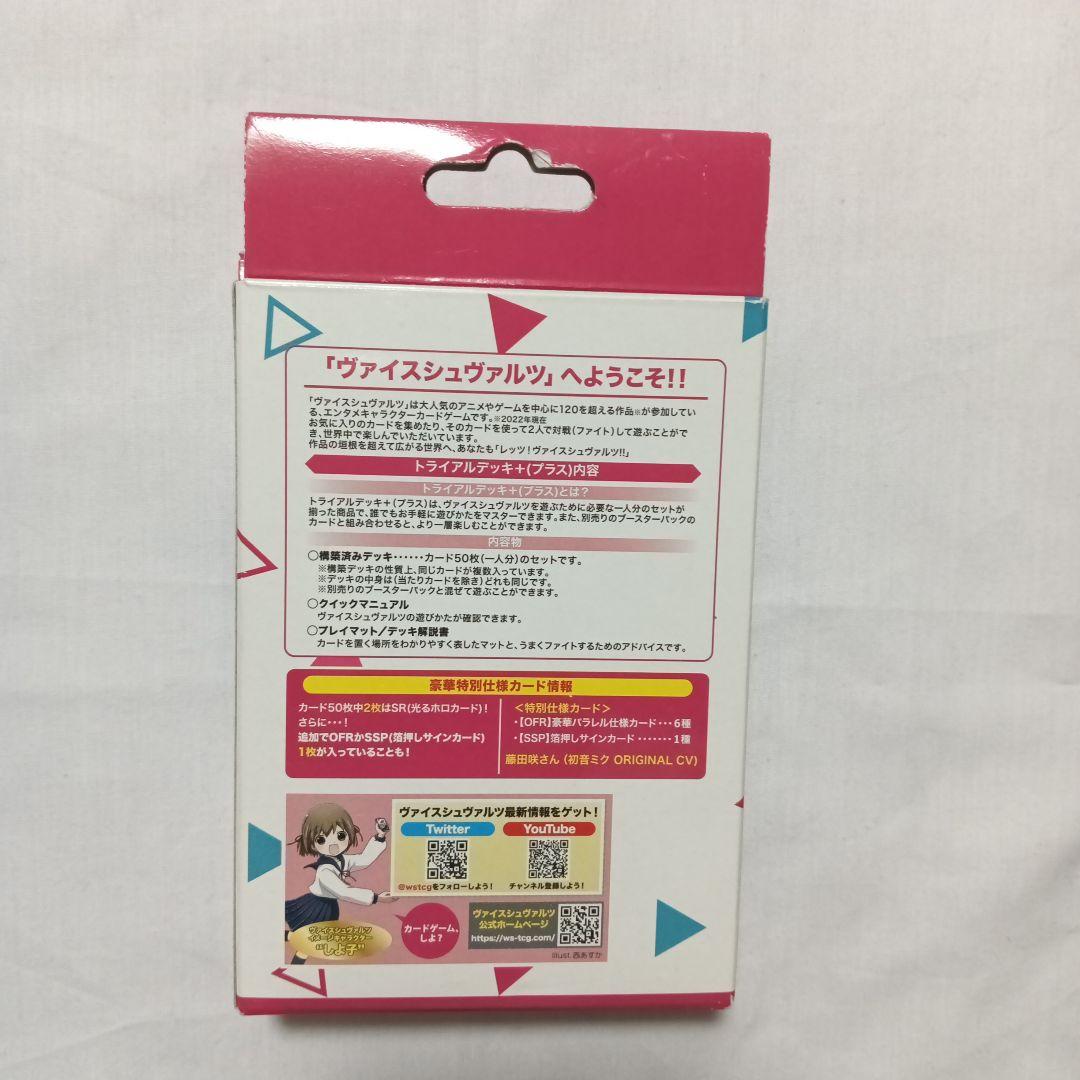 「ヴァイスシュヴァルツ」へようこそ!!
「ヴァイスシュヴァルツ」は大人気のアニメやゲームを中心に120を超える作品※が参加してい
る、エンタメキャラクターカードゲームです。※2022年現在
お気に入りのカードを集めたり、そのカードを使って2人で対戦(ファイト)して遊ぶことがで
き、世界中で楽しんでいただいています。
作品の垣根を超えて広がる世界へ、あなたも「レッツ!ヴァイスシュヴァルツ!!」
トライアルデッキ+(プラス)内容
トライアルデッキ+(プラス)とは?
トライアルデッキ+(プラス)は、ヴァイスシュヴァルツを遊ぶために必要な一人分のセットが
揃った商品で、誰でもお手軽に遊びかたをマスターできます。また、別売りのブースターパックの
カードと組み合わせると、より一層楽しむことができます。
内容物
○構築済みデッキ・・・・・・カード50枚(一人分)のセットです。
※構築デッキの性質上、同じカードが複数入っています。
※デッキの中身は(当たりカードを除き)どれも同じです。
※別売りのブースターパックと混ぜて遊ぶことができます。
○クイックマニュアル
ヴァイスシュヴァルツの遊びかたが確認できます。
○プレイマット/デッキ解説書
カードを置く場所をわかりやすく表したマットと、うまくファイトするためのアドバイスです。
豪華特別仕様カード情報
カード50枚中2枚はSR(光るホロカード)!
さらに・・・!
追加でOFRかSSP(箔押しサインカード)
1枚が入っていることも!
<特別仕様カード>
・【OFR】豪華パラレル仕様カード・・・6種
・【SSP】箔押しサインカード・・・・・・・1種
藤田咲さん(初音ミク ORIGINAL CV)
ヴァイスシュヴァルツ最新情報をゲット!
Twitter
@wstcgをフォローしよう!
YouTube
チャンネル登録しよう!
ヴァイスシュヴァルツ
イメージキャラクター
"しよ子"
カードゲーム、
しよ?
ヴァイスシュヴァルツ
公式ホームページ
https://ws-tcg.com/
illust.西あすか